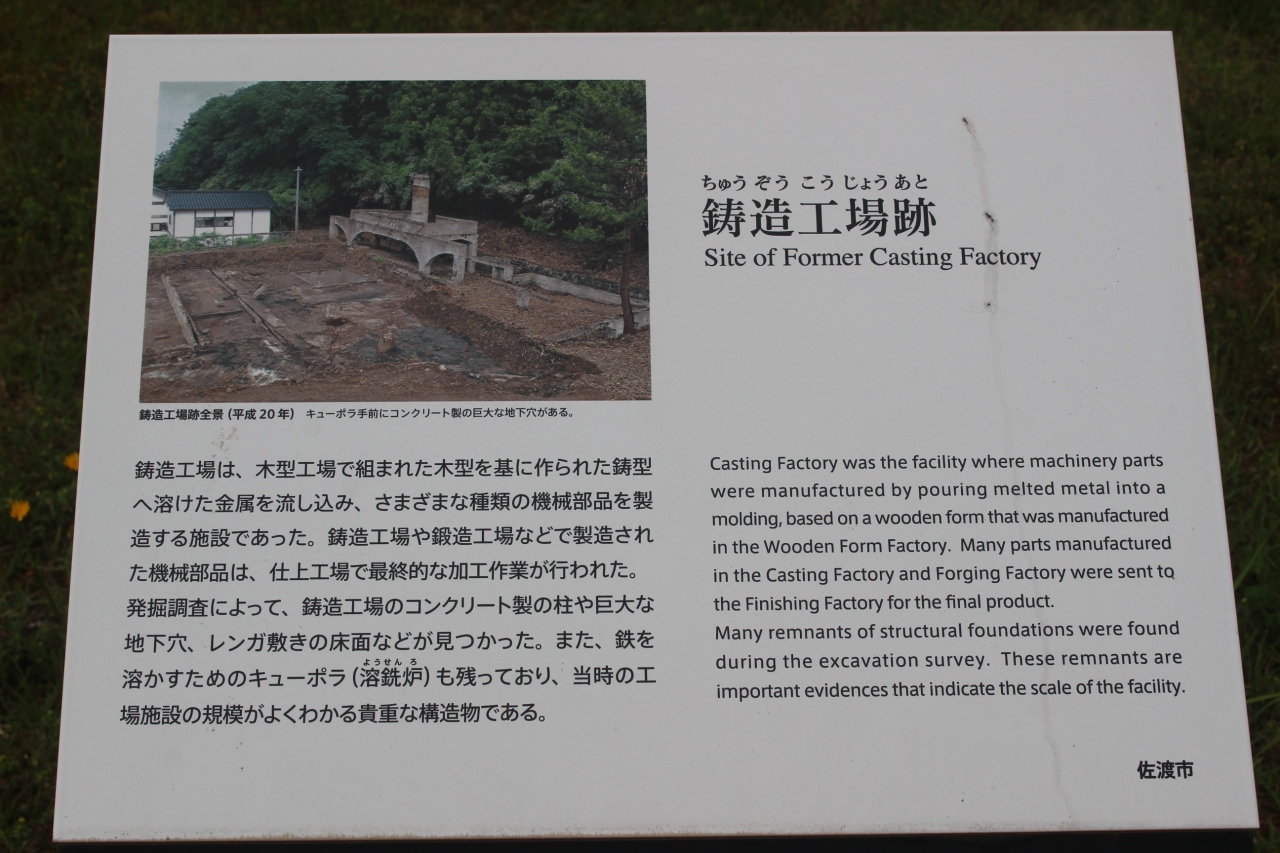 ちゅう ぞう こう じょう あと
鋳造工場跡
Site of Former Casting Factory
鋳造工場跡全景(平成20年) キューポラ手前にコンクリート製の巨大な地下穴がある。
鋳造工場は、木型工場で組まれた木型を基に作られた鋳型
へ溶けた金属を流し込み、さまざまな種類の機械部品を製
造する施設であった。鋳造工場や鍛造工場などで製造され
た機械部品は、仕上工場で最終的な加工作業が行われた。
発掘調査によって、鋳造工場のコンクリート製の柱や巨大な
地下穴、レンガ敷きの床面などが見つかった。また、鉄を
ようせん ろ
溶かすためのキューポラ(溶銑炉)も残っており、当時の工
場施設の規模がよくわかる貴重な構造物である。
Casting Factory was the facility where machinery parts
were manufactured by pouring melted metal into a
molding, based on a wooden form that was manufactured
in the Wooden Form Factory. Many parts manufactured
in the Casting Factory and Forging Factory were sent to
the Finishing Factory for the final product.
Many remnants of structural foundations were found
during the excavation survey. These remnants are
important evidences that indicate the scale of the facility.
佐渡市